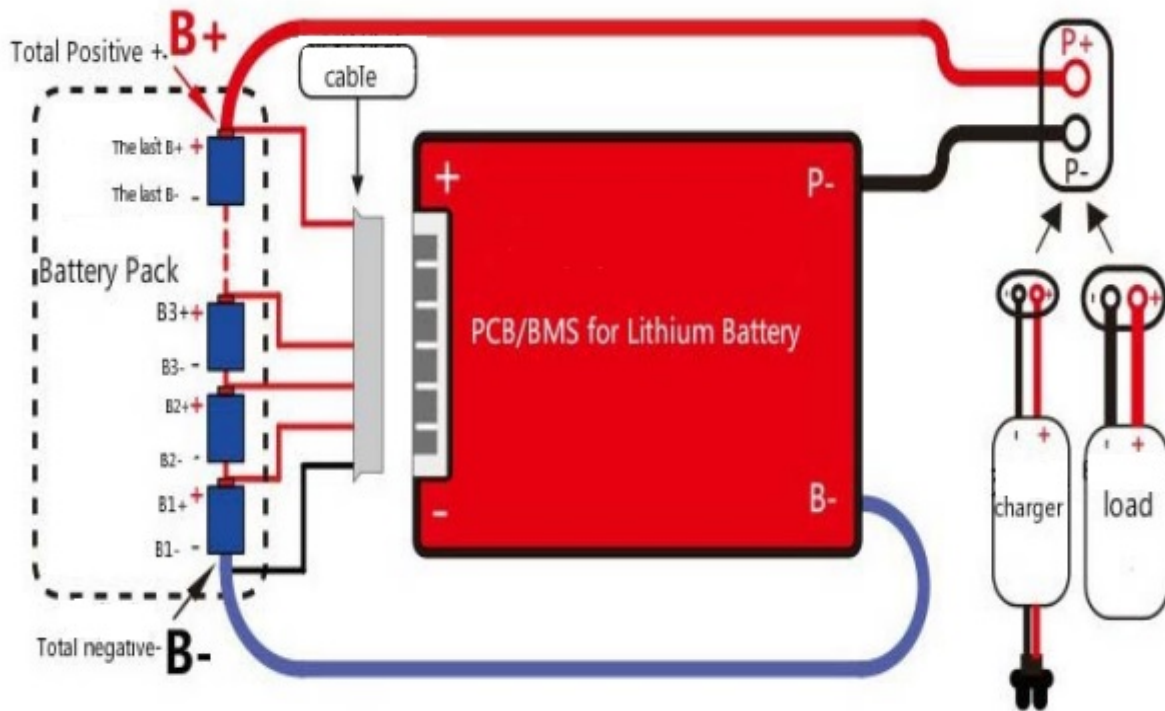 Total Positive +
B+
cable
P+
P-
The last B+ +
The last B- -
Battery Pack
B3+ +
B3- -
B2+ +
B2- -
B1+ +
B1- -
Total negative-
B-
+
-
P-
PCB/BMS for Lithium Battery
B-
- +
- +
charger
- +
- +
load